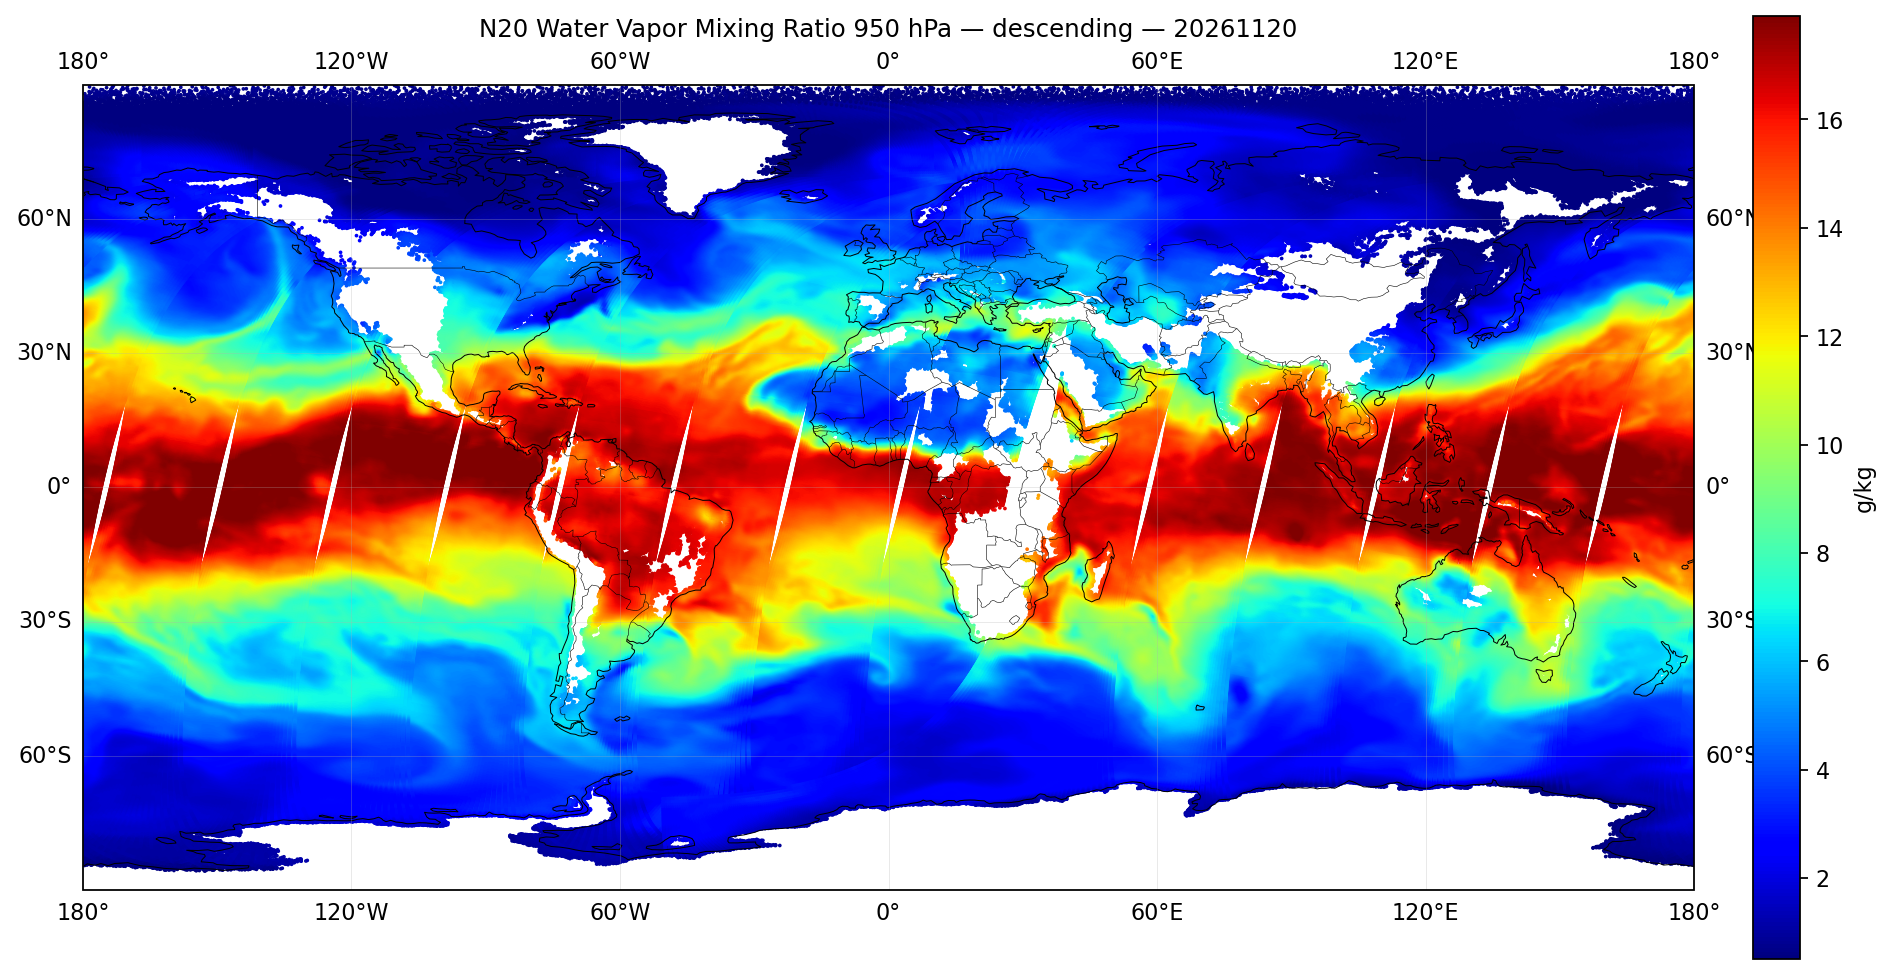 N20 Water Vapor Mixing Ratio 950 hPa — descending — 20261120
180° 120°W 60°W 0° 60°E 120°E 180°
60°N 60°N
30°N 30°N
0° 0°
30°S 30°S
60°S 60°S
180° 120°W 60°W 0° 60°E 120°E 180°
16
14
12
10
8
6
4
2
g/kg